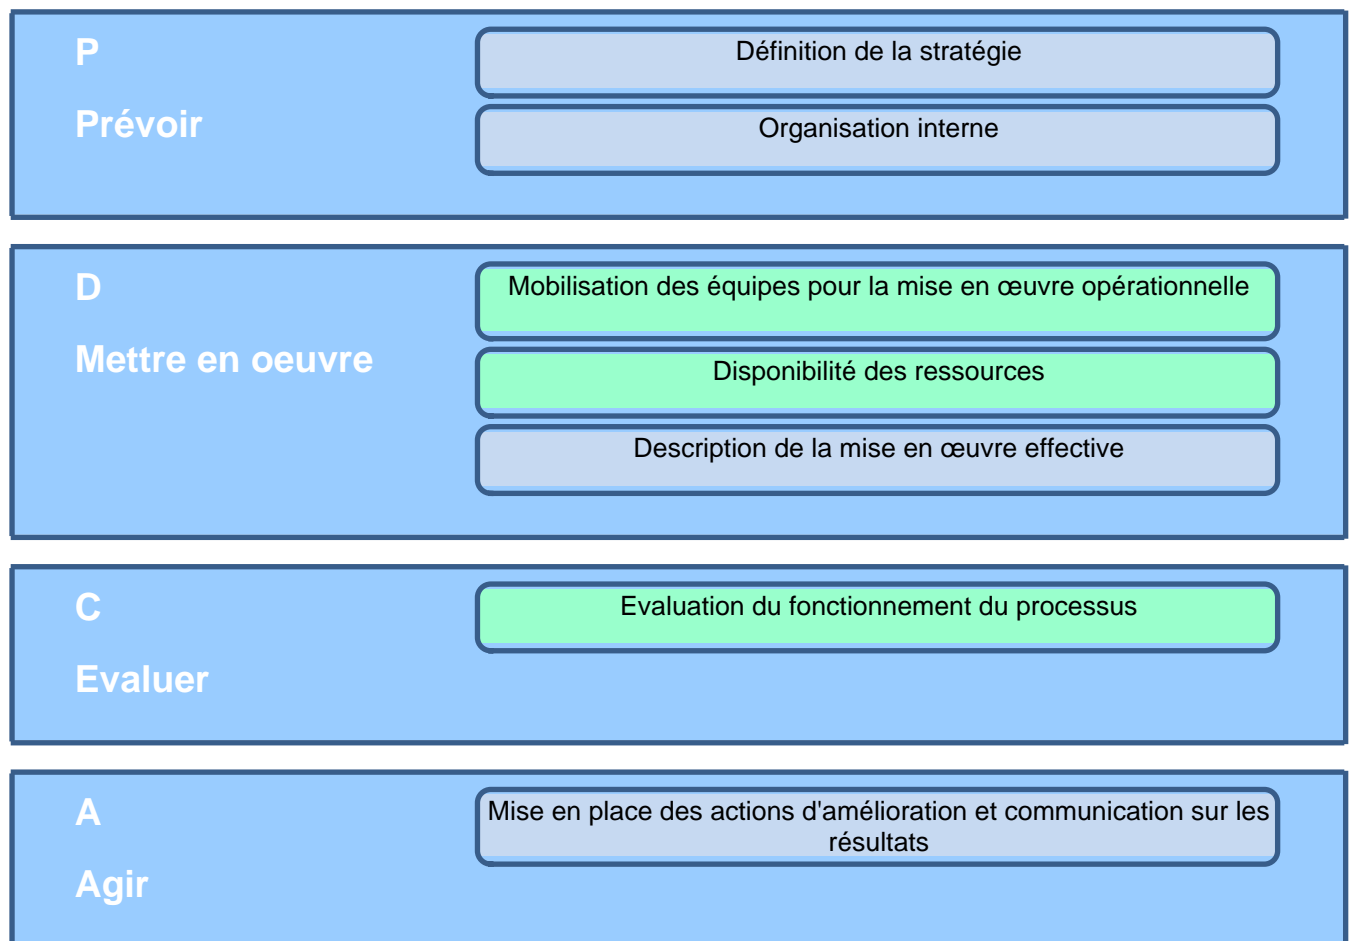 P
Prévoir
Définition de la stratégie
Organisation interne
D
Mettre en oeuvre
Mobilisation des équipes pour la mise en œuvre opérationnelle
Disponibilité des ressources
Description de la mise en œuvre effective
C
Evaluer
Evaluation du fonctionnement du processus
A
Agir
Mise en place des actions d'amélioration et communication sur les
résultats